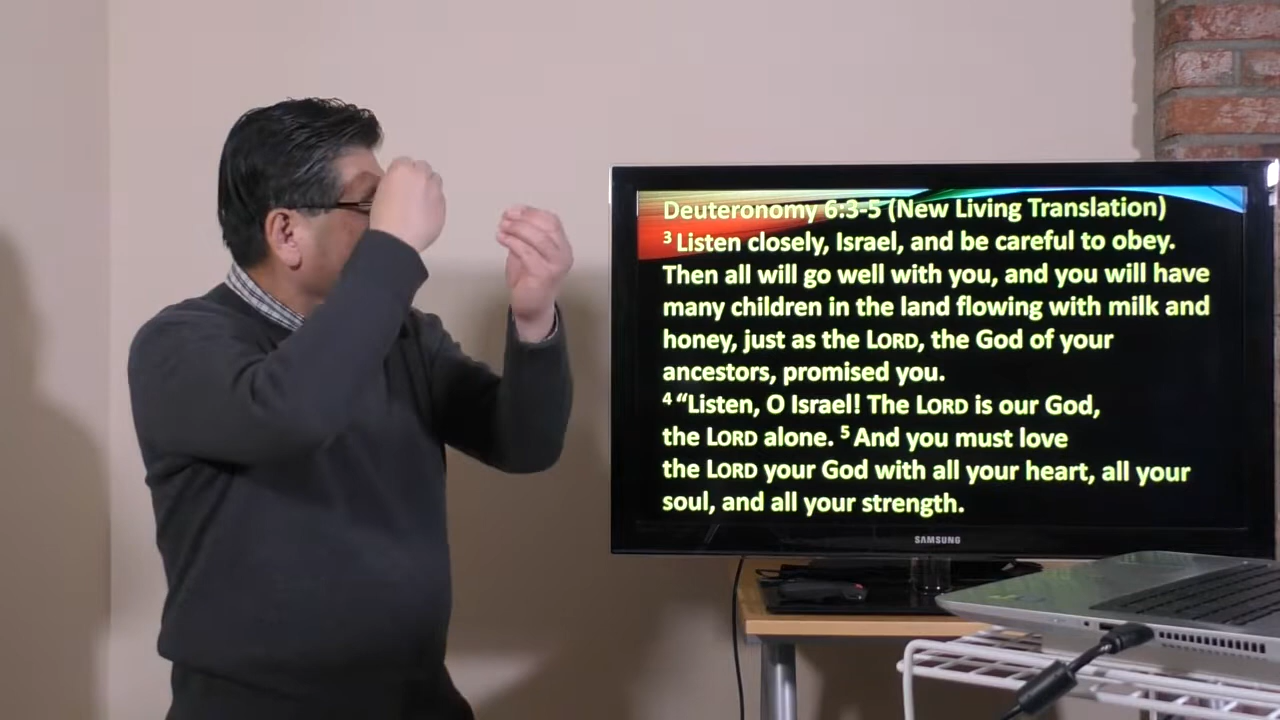 Deuteronomy 6:3-5 (New Living Translation)
³ Listen closely, Israel, and be careful to obey.
Then all will go well with you, and you will have
many children in the land flowing with milk and
honey, just as the LORD, the God of your
ancestors, promised you.
⁴ “Listen, O Israel! The LORD is our God,
the LORD alone. ⁵ And you must love
the LORD your God with all your heart, all your
soul, and all your strength.
SAMSUNG